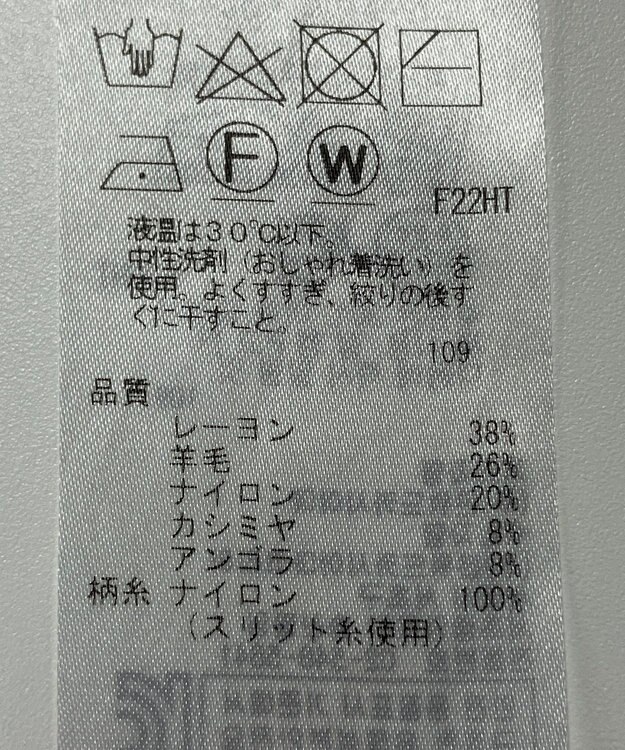 F
W
F22HT
液温は30℃以下。
中性洗剤（おしゃれ着洗い）を
使用。よくすすぎ、絞りの後す
ぐに干すこと。
109
品質
レーヨン 38%
羊毛 26%
ナイロン 20%
カシミヤ 8%
アンゴラ 8%
柄糸 ナイロン 100%
（スリット糸使用）